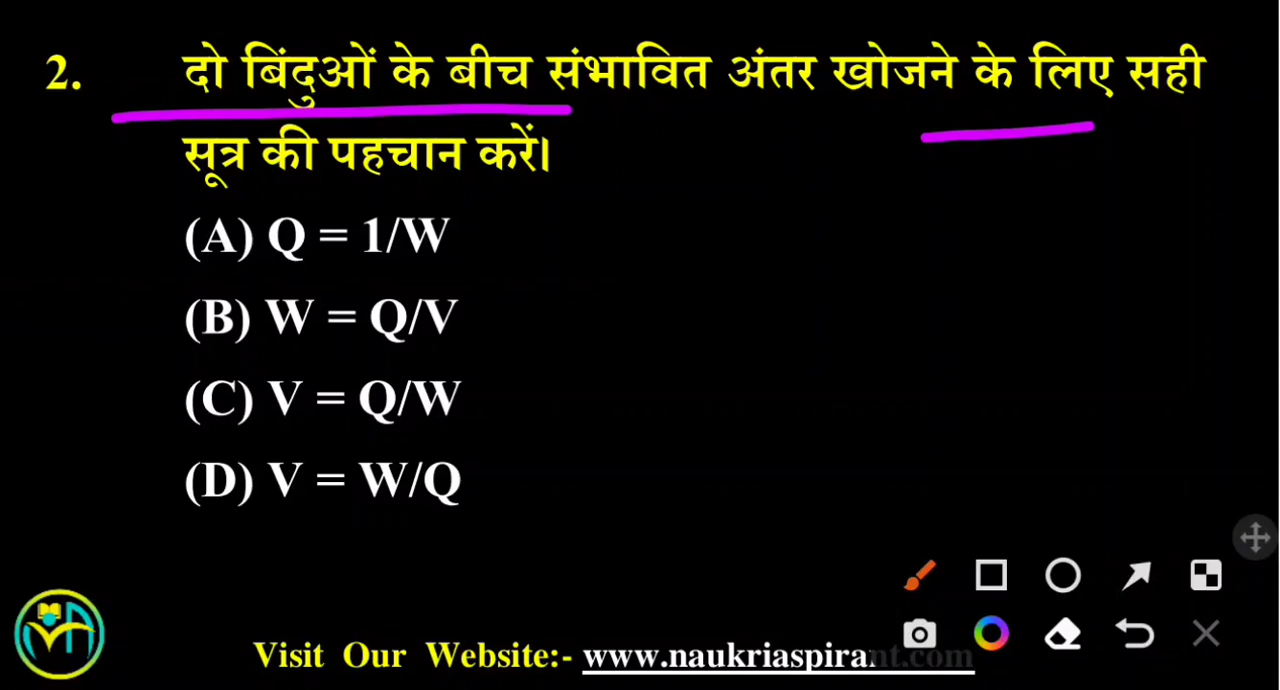 2. दो बिंदुओं के बीच संभावित अंतर खोजने के लिए सही
सूत्र की पहचान करें।
(A) Q = 1/W
(B) W = Q/V
(C) V = Q/W
(D) V = W/Q
Visit Our Website:- www.naukriaspirant.com